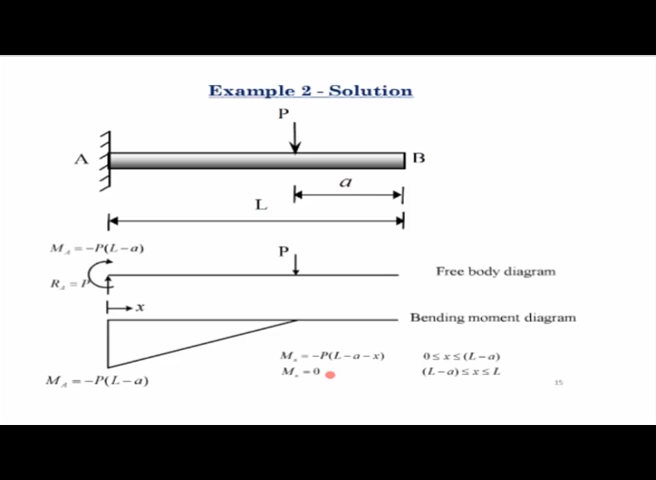 Example 2 - Solution
P
A
B
a
L
M_A = -P(L-a)
P
Free body diagram
R_A = P
x
Bending moment diagram
M_x = -P(L-a-x) 0 ≤ x ≤ (L-a)
M_x = 0 (L-a) ≤ x ≤ L
M_A = -P(L-a)
15